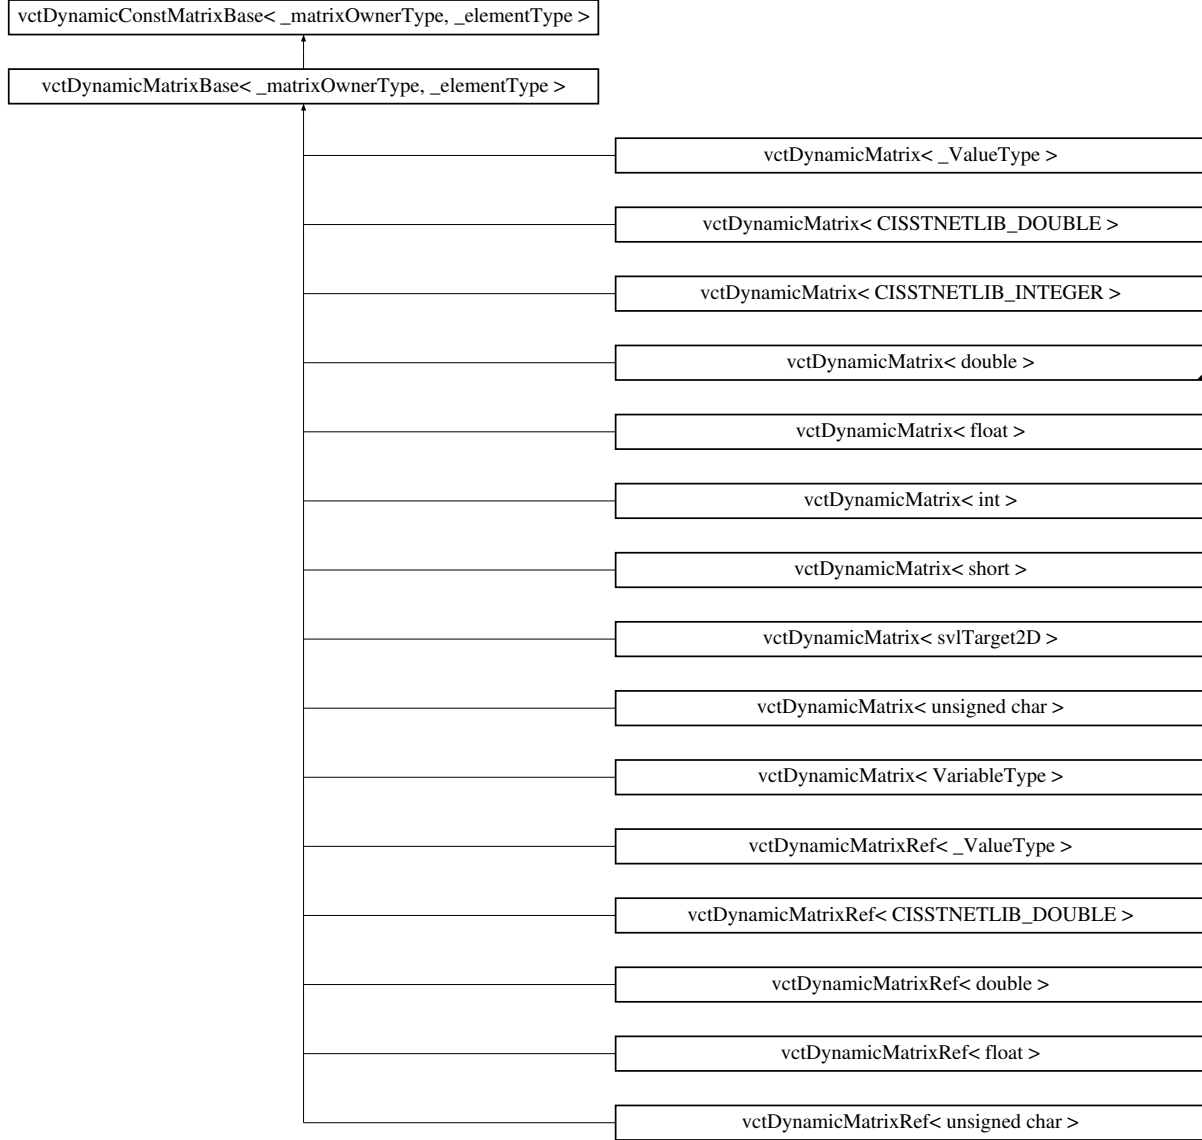 vctDynamicConstMatrixBase< _matrixOwnerType, _elementType >
vctDynamicMatrixBase< _matrixOwnerType, _elementType >
vctDynamicMatrix< _ValueType >
vctDynamicMatrix< CISSTNETLIB_DOUBLE >
vctDynamicMatrix< CISSTNETLIB_INTEGER >
vctDynamicMatrix< double >
vctDynamicMatrix< float >
vctDynamicMatrix< int >
vctDynamicMatrix< short >
vctDynamicMatrix< svlTarget2D >
vctDynamicMatrix< unsigned char >
vctDynamicMatrix< VariableType >
vctDynamicMatrixRef< _ValueType >
vctDynamicMatrixRef< CISSTNETLIB_DOUBLE >
vctDynamicMatrixRef< double >
vctDynamicMatrixRef< float >
vctDynamicMatrixRef< unsigned char >